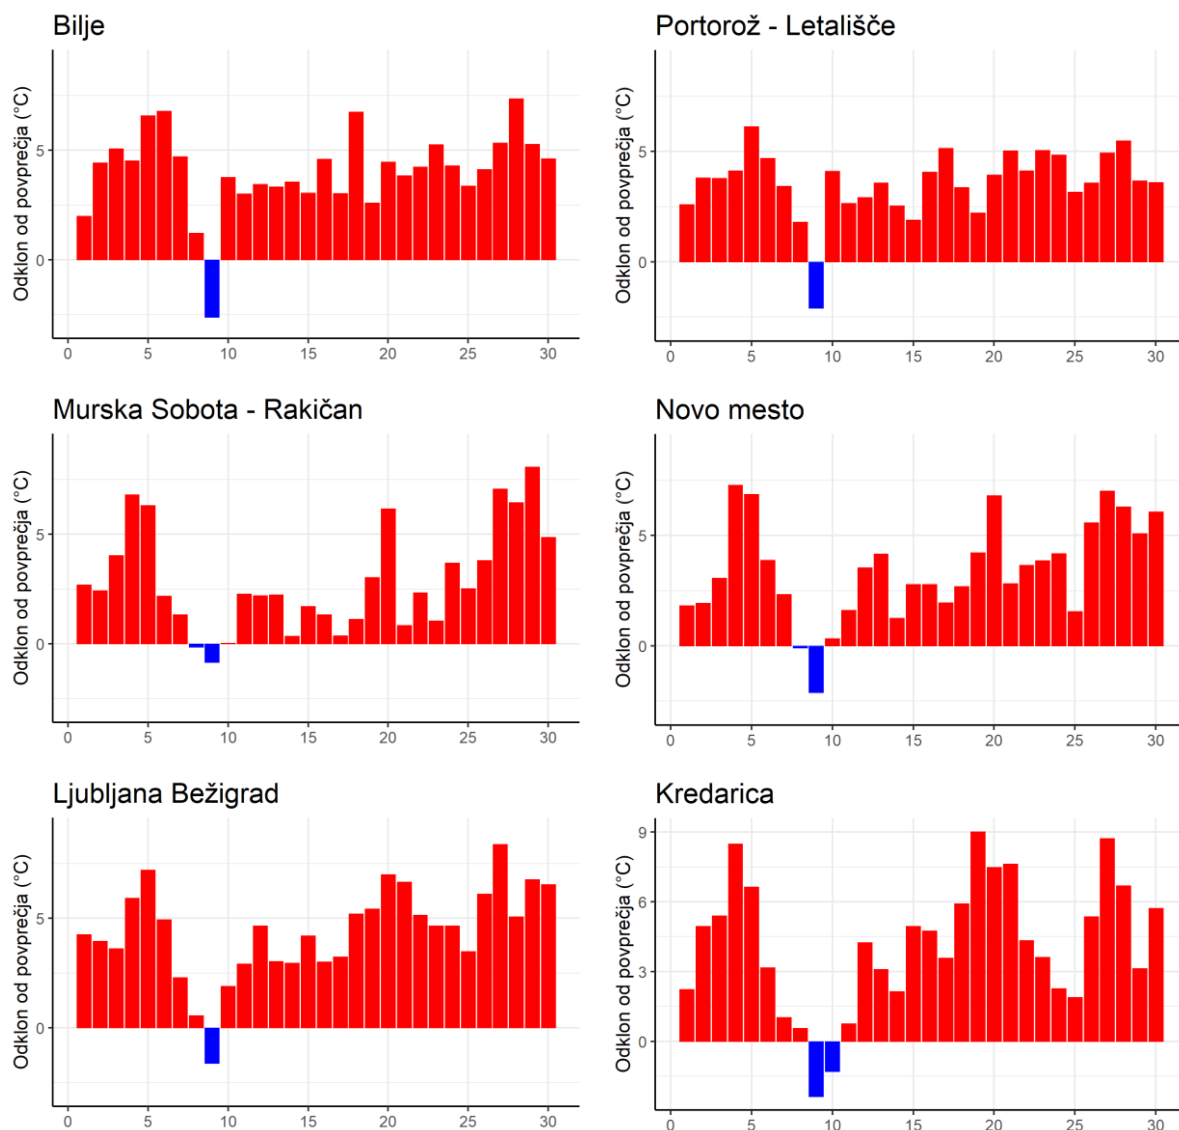 Bilje
Odklon od povprečja (°C)
5
0
0 5 10 15 20 25 30
Portorož - Letališče
Odklon od povprečja (°C)
5
0
0 5 10 15 20 25 30
Murska Sobota - Rakičan
Odklon od povprečja (°C)
5
0
0 5 10 15 20 25 30
Novo mesto
Odklon od povprečja (°C)
5
0
0 5 10 15 20 25 30
Ljubljana Bežigrad
Odklon od povprečja (°C)
5
0
0 5 10 15 20 25 30
Kredarica
Odklon od povprečja (°C)
9
6
3
0
0 5 10 15 20 25 30